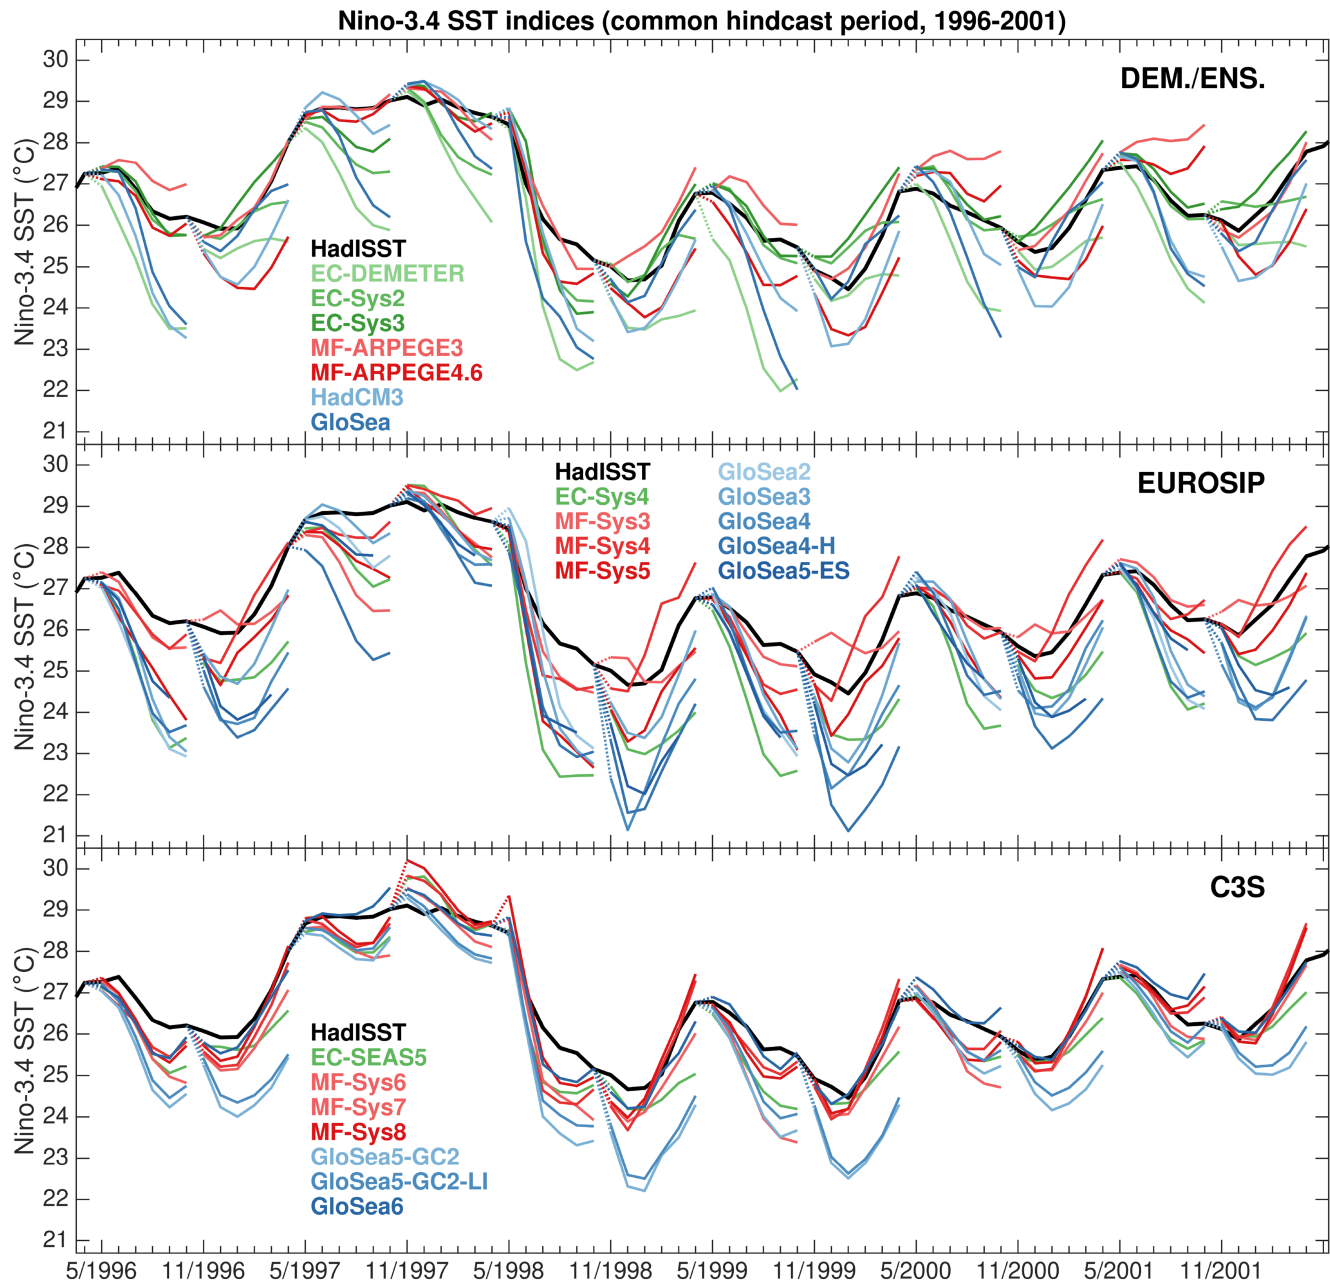 Nino-3.4 SST indices (common hindcast period, 1996-2001)
DEM./ENS.
Nino-3.4 SST (°C)
30
29
28
27
26
25
24
23
22
21
HadISST
EC-DEMETER
EC-Sys2
EC-Sys3
MF-ARPEGE3
MF-ARPEGE4.6
HadCM3
GloSea
EUROSIP
Nino-3.4 SST (°C)
30
29
28
27
26
25
24
23
22
21
HadISST
EC-Sys4
MF-Sys3
MF-Sys4
MF-Sys5
GloSea2
GloSea3
GloSea4
GloSea4-H
GloSea5-ES
C3S
Nino-3.4 SST (°C)
30
29
28
27
26
25
24
23
22
21
HadISST
EC-SEAS5
MF-Sys6
MF-Sys7
MF-Sys8
GloSea5-GC2
GloSea5-GC2-LI
GloSea6
5/1996 11/1996 5/1997 11/1997 5/1998 11/1998 5/1999 11/1999 5/2000 11/2000 5/2001 11/2001